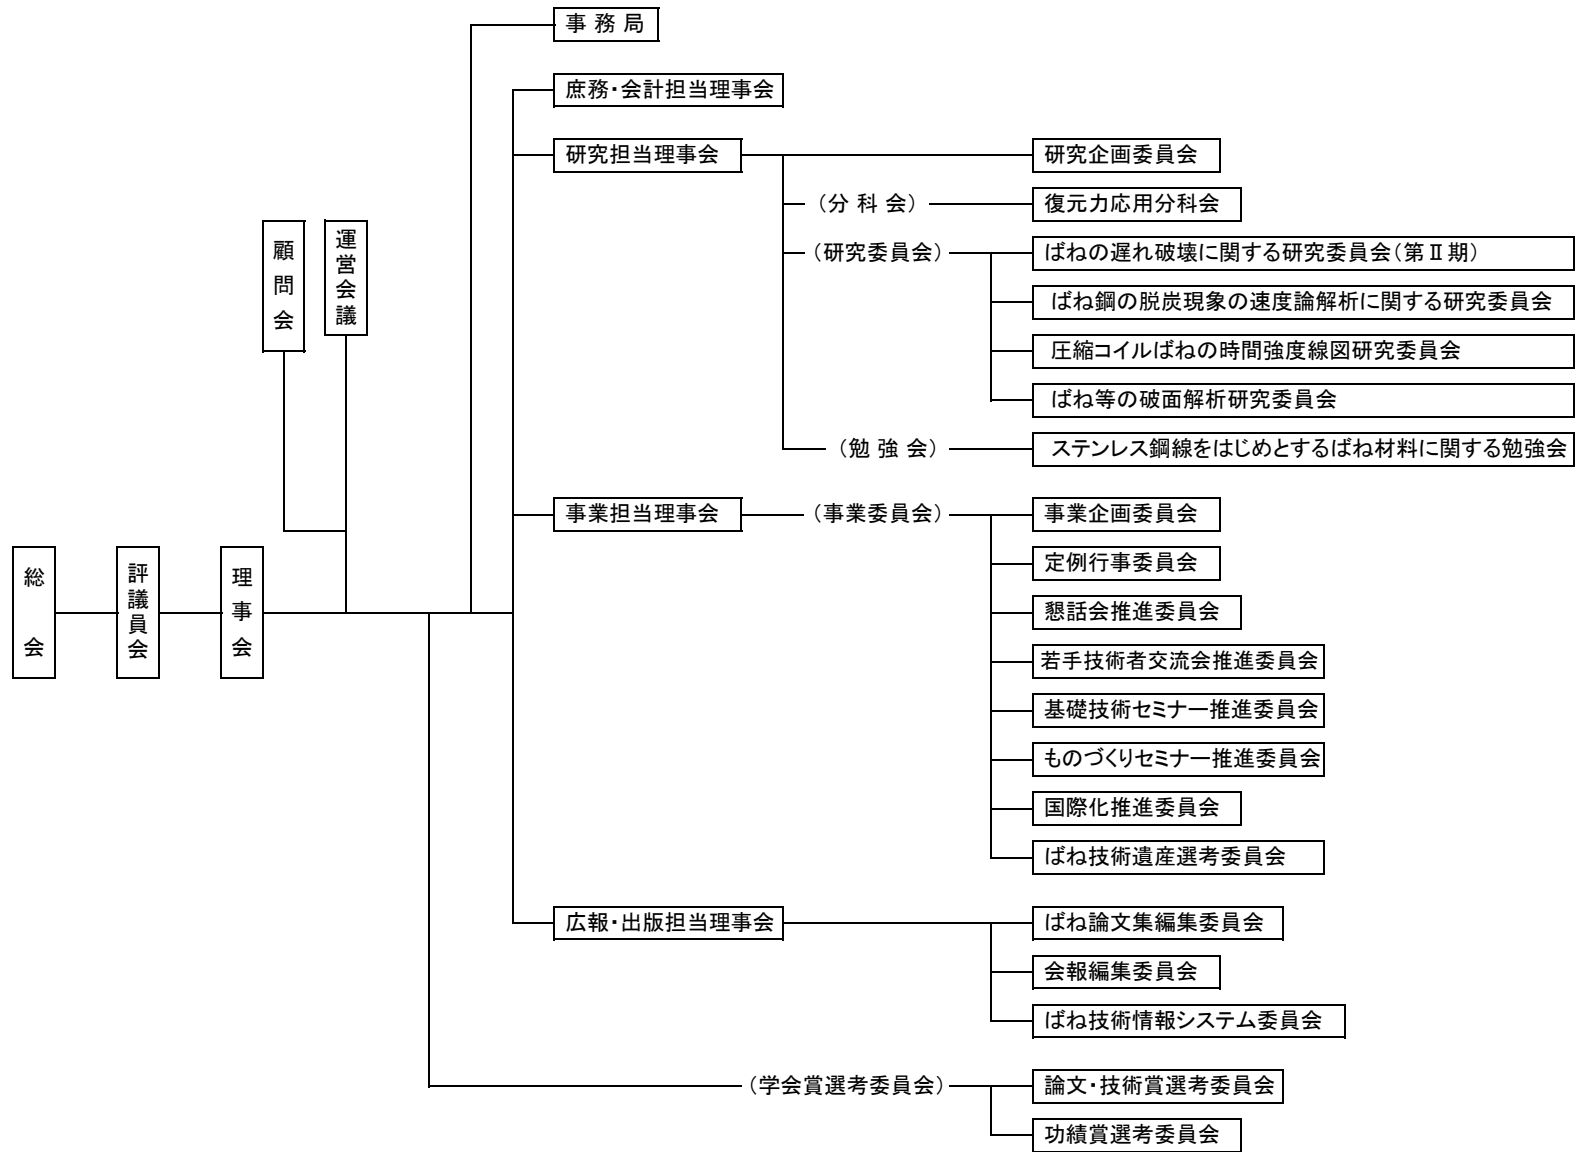 事 務 局
庶務・会計担当理事会
研究担当理事会
研究企画委員会
（分 科 会）
復元力応用分科会
（研究委員会）
ばねの遅れ破壊に関する研究委員会（第Ⅱ期）
ばね鋼の脱炭現象の速度論解析に関する研究委員会
圧縮コイルばねの時間強度線図研究委員会
ばね等の破面解析研究委員会
（勉 強 会）
ステンレス鋼線をはじめとするばね材料に関する勉強会
顧問会
運営会議
事業担当理事会
（事業委員会）
事業企画委員会
定例行事委員会
懇話会推進委員会
若手技術者交流会推進委員会
基礎技術セミナー推進委員会
ものづくりセミナー推進委員会
国際化推進委員会
ばね技術遺産選考委員会
総会
評議員会
理事会
広報・出版担当理事会
ばね論文集編集委員会
会報編集委員会
ばね技術情報システム委員会
（学会賞選考委員会）
論文・技術賞選考委員会
功績賞選考委員会